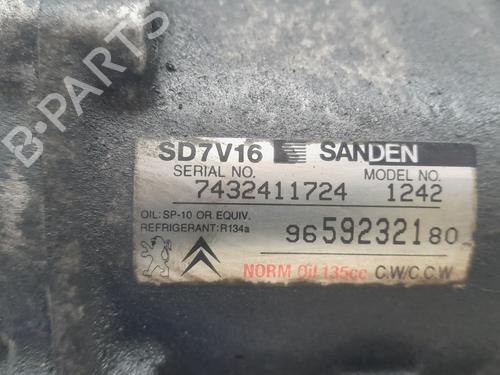 B-PARTS
SD7V16 SANDEN
SERIAL NO. MODEL NO.
7432411724 1242
OIL: SP-10 OR EQUIV.
REFRIGERANT: R134a
9659232180
NORM Oil 135cc C.W/C.C.W